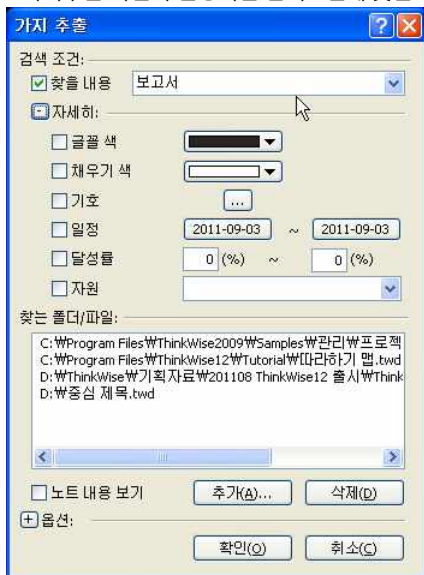 가지 추출
검색 조건:
찾을 내용 보고서
자세히:
글꼴 색
채우기 색
기호 ...
일정 2011-09-03 ~ 2011-09-03
달성률 0 (%) ~ 0 (%)
자원
찾는 폴더/파일:
C:₩Program Files₩ThinkWise2009₩Samples₩관리₩프로젝
C:₩Program Files₩ThinkWise12₩Tutorial₩따라하기 맵.twd
D:₩ThinkWise₩기획자료₩201108 ThinkWise12 출시₩Think
D:₩중심 제목.twd
노트 내용 보기 추가(A)... 삭제(D)
옵션:
확인(O) 취소(C)